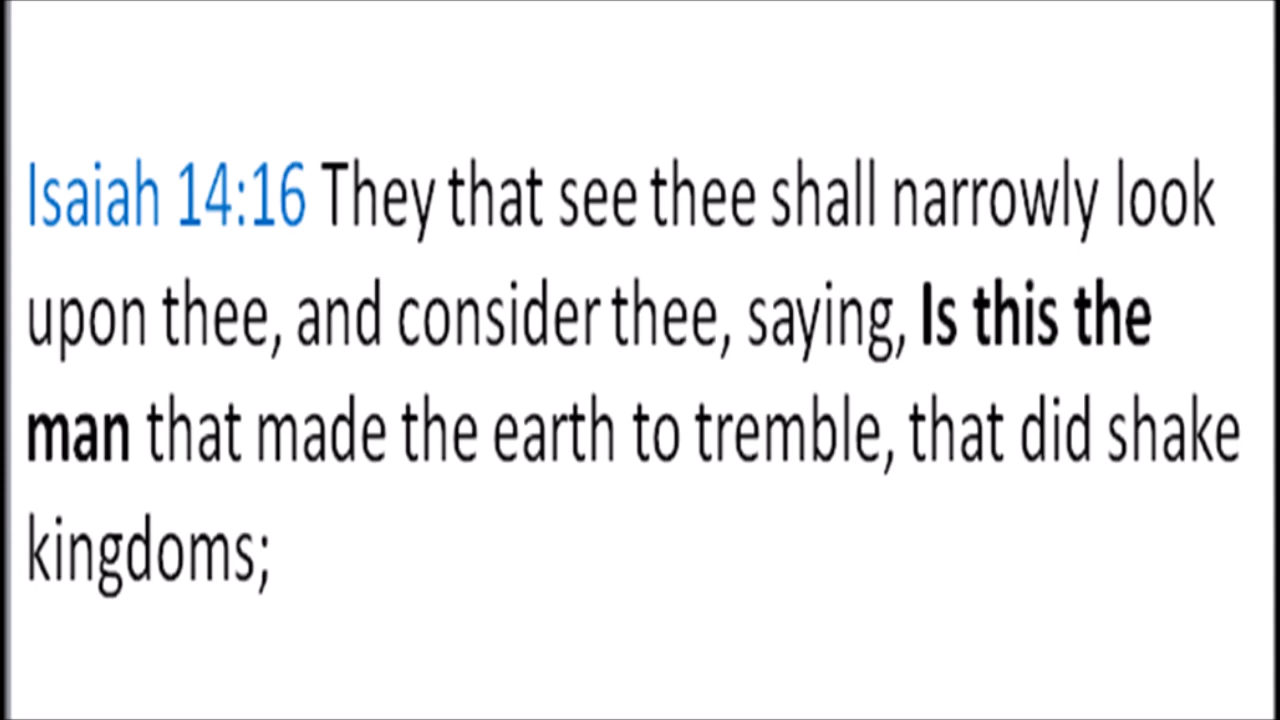 Isaiah 14:16 They that see thee shall narrowly look
upon thee, and consider thee, saying, Is this the
man that made the earth to tremble, that did shake
kingdoms;